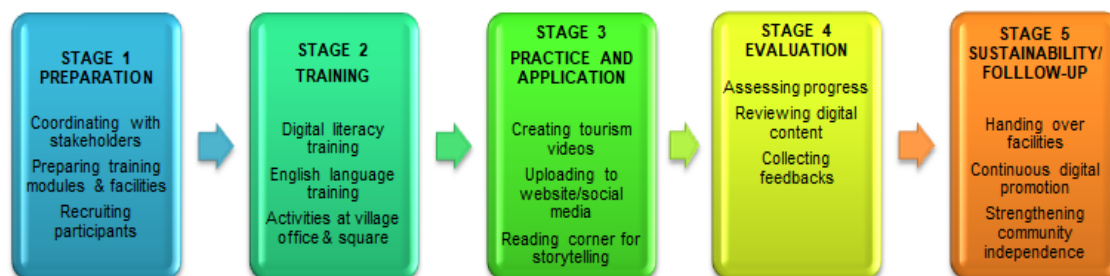 STAGE 1
PREPARATION
Coordinating with
stakeholders
Preparing training
modules & facilities
Recruiting
participants
STAGE 2
TRAINING
Digital literacy
training
English language
training
Activities at village
office & square
STAGE 3
PRACTICE AND
APPLICATION
Creating tourism
videos
Uploading to
website/social
media
Reading corner for
storytelling
STAGE 4
EVALUATION
Assessing progress
Reviewing digital
content
Collecting
feedbacks
STAGE 5
SUSTAINABILITY/
FOLLLOW-UP
Handing over
facilities
Continuous digital
promotion
Strengthening
community
independence